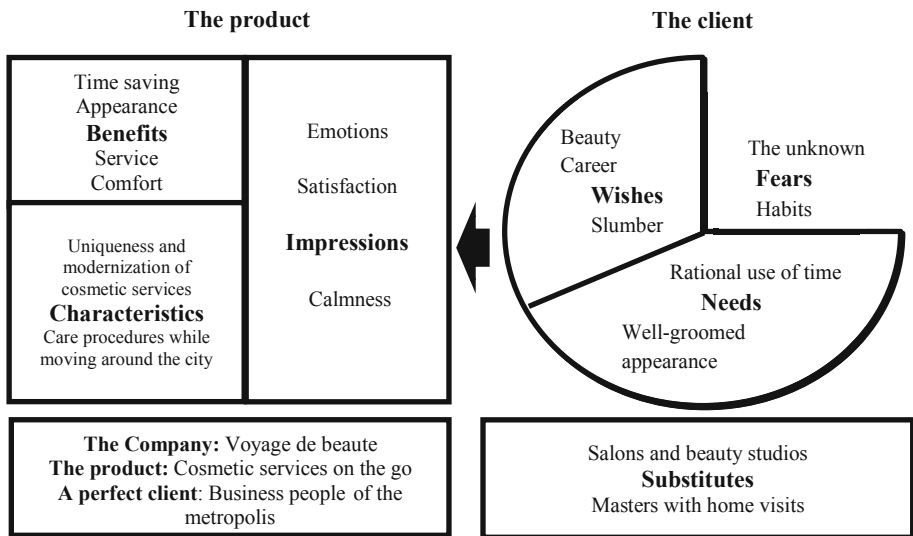 The product
Time saving
Appearance
Benefits
Service
Comfort
Uniqueness and
modernization of
cosmetic services
Characteristics
Care procedures while
moving around the city
Emotions
Satisfaction
Impressions
Calmness
The client
Beauty
Career
Wishes
Slumber
The unknown
Fears
Habits
Rational use of time
Needs
Well-groomed
appearance
The Company: Voyage de beaute
The product: Cosmetic services on the go
A perfect client: Business people of the
metropolis
Salons and beauty studios
Substitutes
Masters with home visits